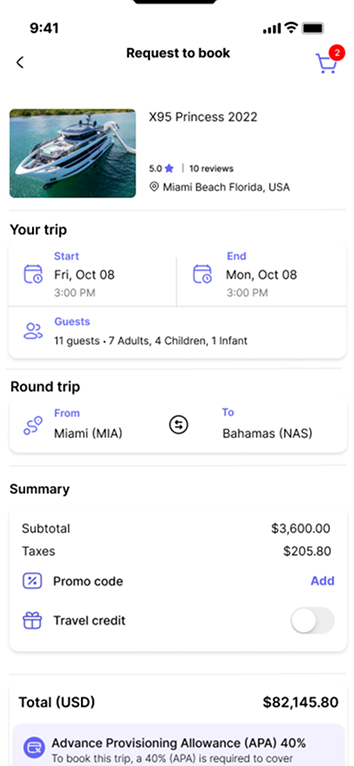 9:41
Request to book
2
X95 Princess 2022
5.0 | 10 reviews
Miami Beach Florida, USA
Your trip
Start
Fri, Oct 08
3:00 PM
End
Mon, Oct 08
3:00 PM
Guests
11 guests • 7 Adults, 4 Children, 1 Infant
Round trip
From
Miami (MIA)
To
Bahamas (NAS)
Summary
Subtotal $3,600.00
Taxes $205.80
Promo code Add
Travel credit
Total (USD) $82,145.80
Advance Provisioning Allowance (APA) 40%
To book this trip, a 40% (APA) is required to cover